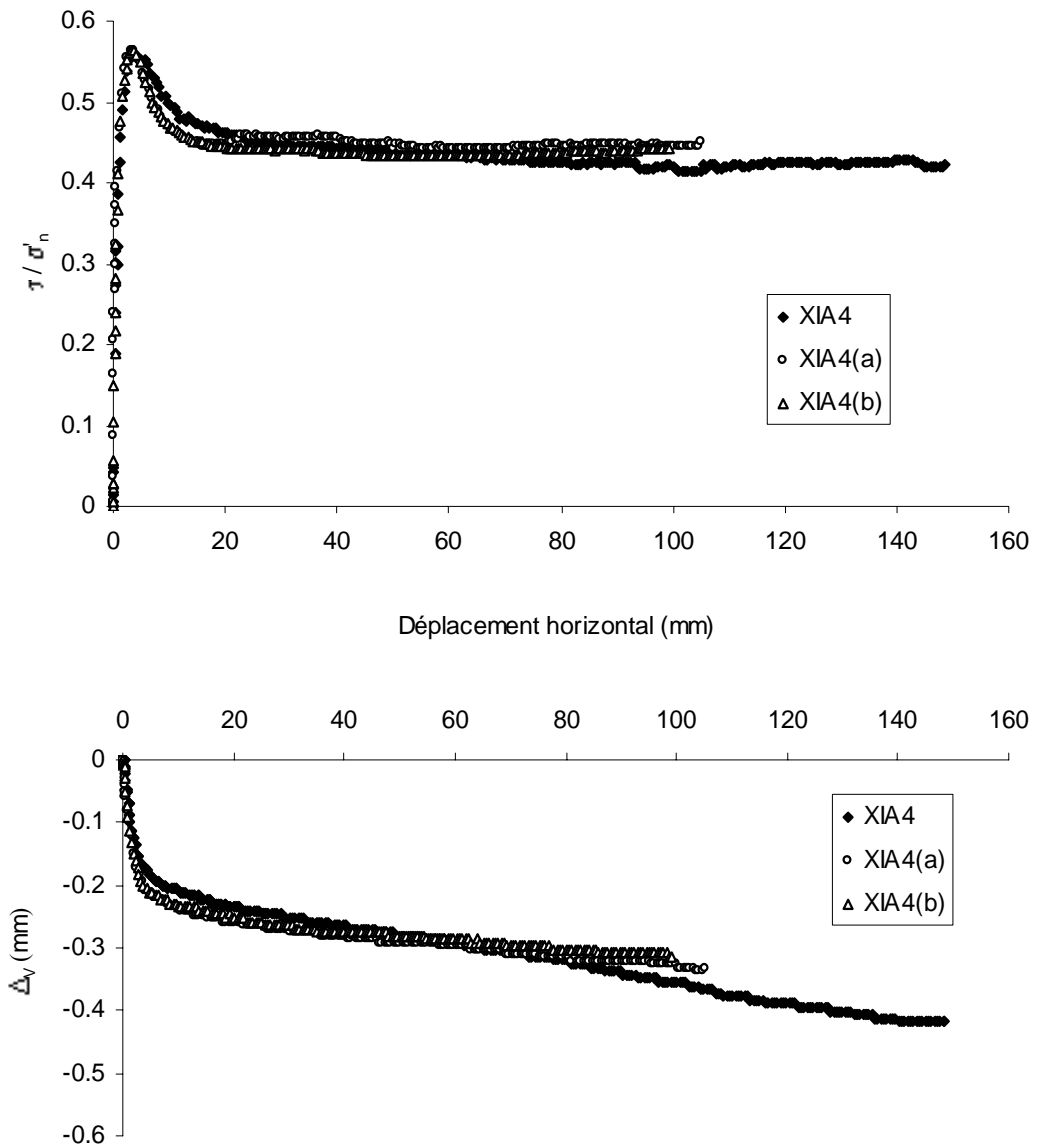 0.6
0.5
0.4
0.3
0.2
0.1
0
τ / σ'n
XIA4
XIA4(a)
XIA4(b)
0 20 40 60 80 100 120 140 160
Déplacement horizontal (mm)
0 20 40 60 80 100 120 140 160
0
-0.1
-0.2
-0.3
-0.4
-0.5
-0.6
Δv (mm)
XIA4
XIA4(a)
XIA4(b)